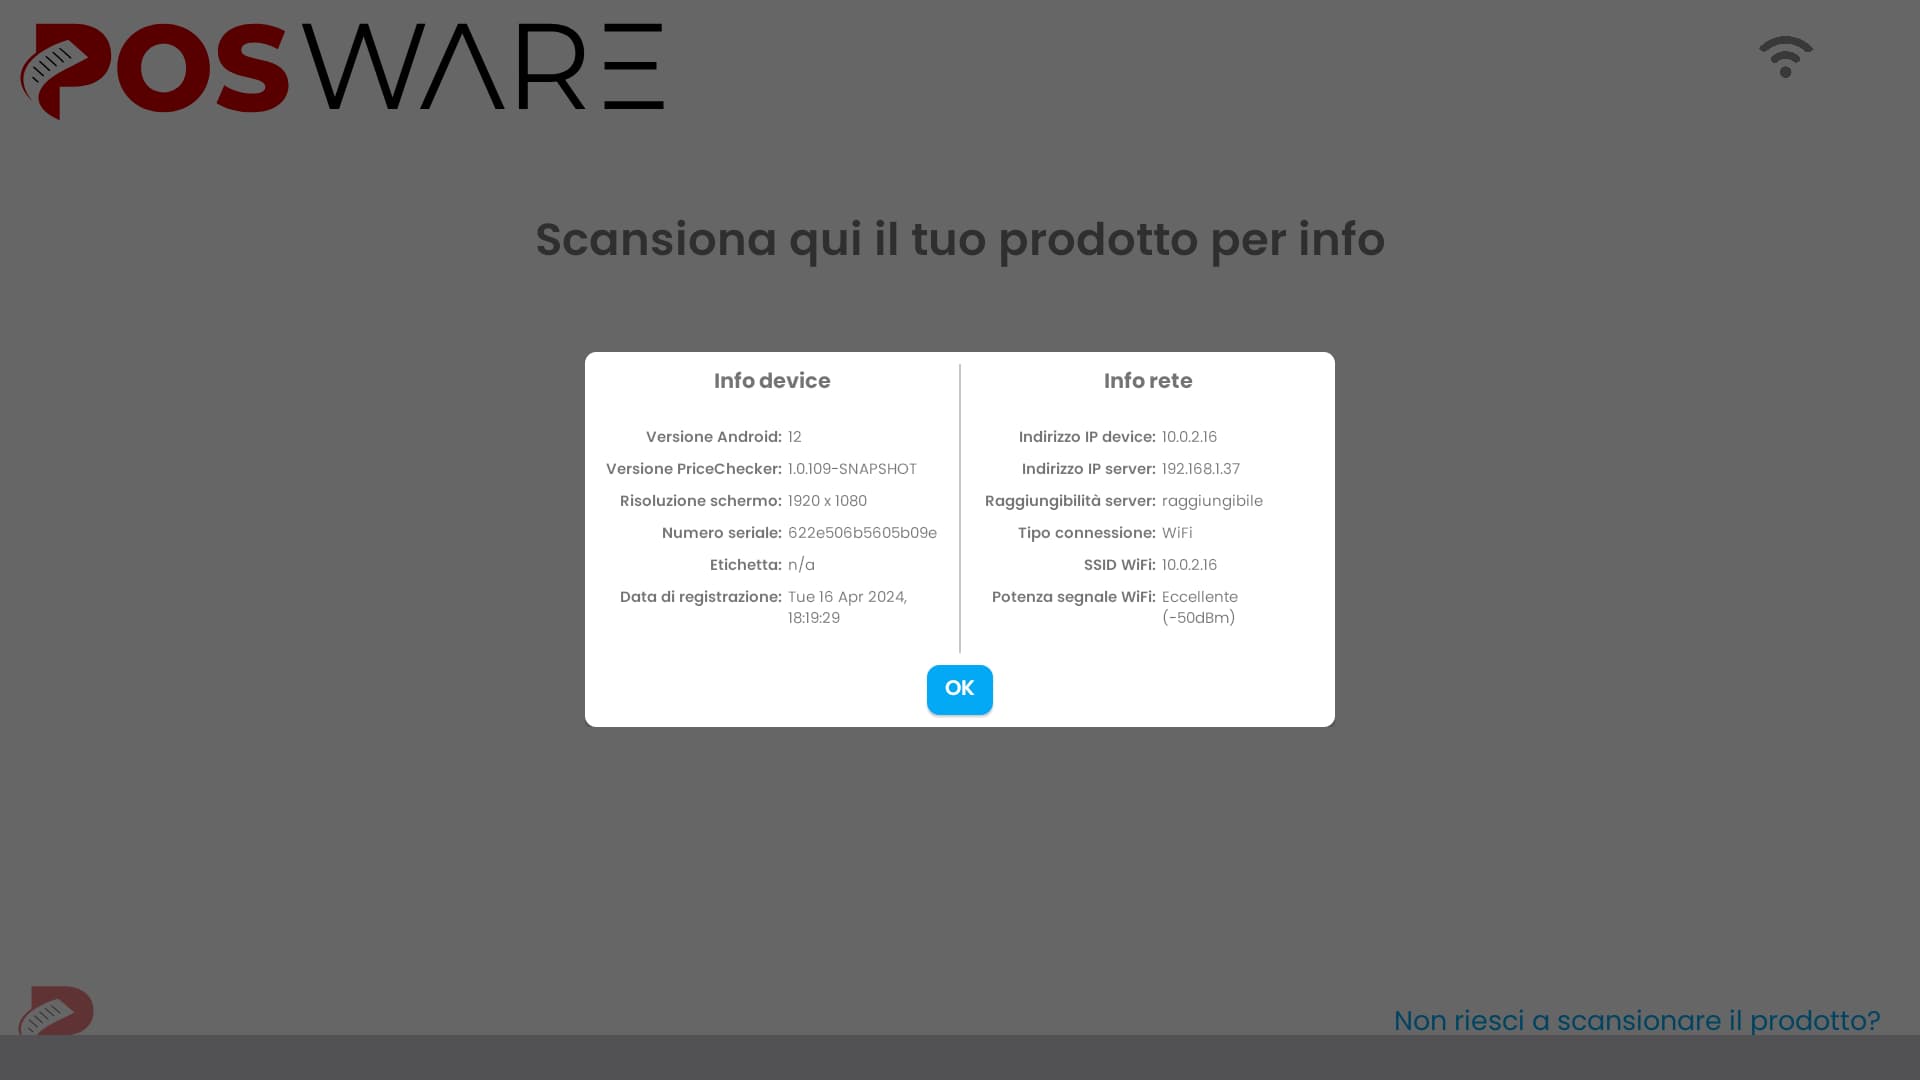 POSWARE
Scansiona qui il tuo prodotto per info
Info device
Versione Android: 12
Versione PriceChecker: 1.0.109-SNAPSHOT
Risoluzione schermo: 1920 x 1080
Numero seriale: 622e506b5605b09e
Etichetta: n/a
Data di registrazione: Tue 16 Apr 2024,
18:19:29
Info rete
Indirizzo IP device: 10.0.2.16
Indirizzo IP server: 192.168.1.37
Raggiungibilità server: raggiungibile
Tipo connessione: WiFi
SSID WiFi: 10.0.2.16
Potenza segnale WiFi: Eccellente
(-50dBm)
OK
Non riesci a scansionare il prodotto?